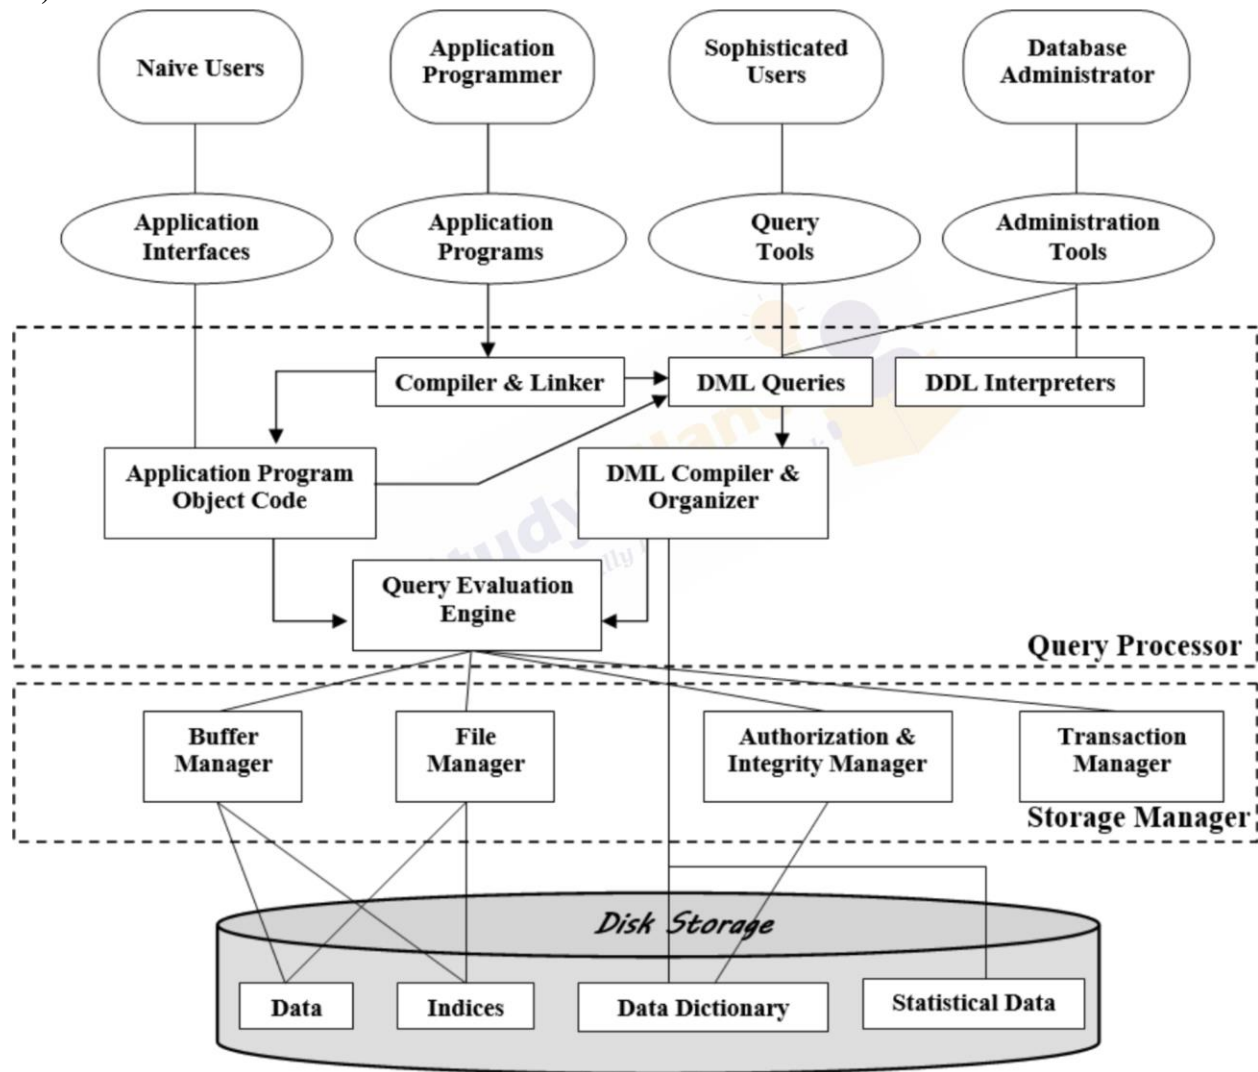 Naive Users
Application
Programmer
Sophisticated
Users
Database
Administrator
Application
Interfaces
Application
Programs
Query
Tools
Administration
Tools
Compiler & Linker
DML Queries
DDL Interpreters
Application Program
Object Code
DML Compiler &
Organizer
Query Evaluation
Engine
Query Processor
Buffer
Manager
File
Manager
Authorization &
Integrity Manager
Transaction
Manager
Storage Manager
Disk Storage
Data
Indices
Data Dictionary
Statistical Data